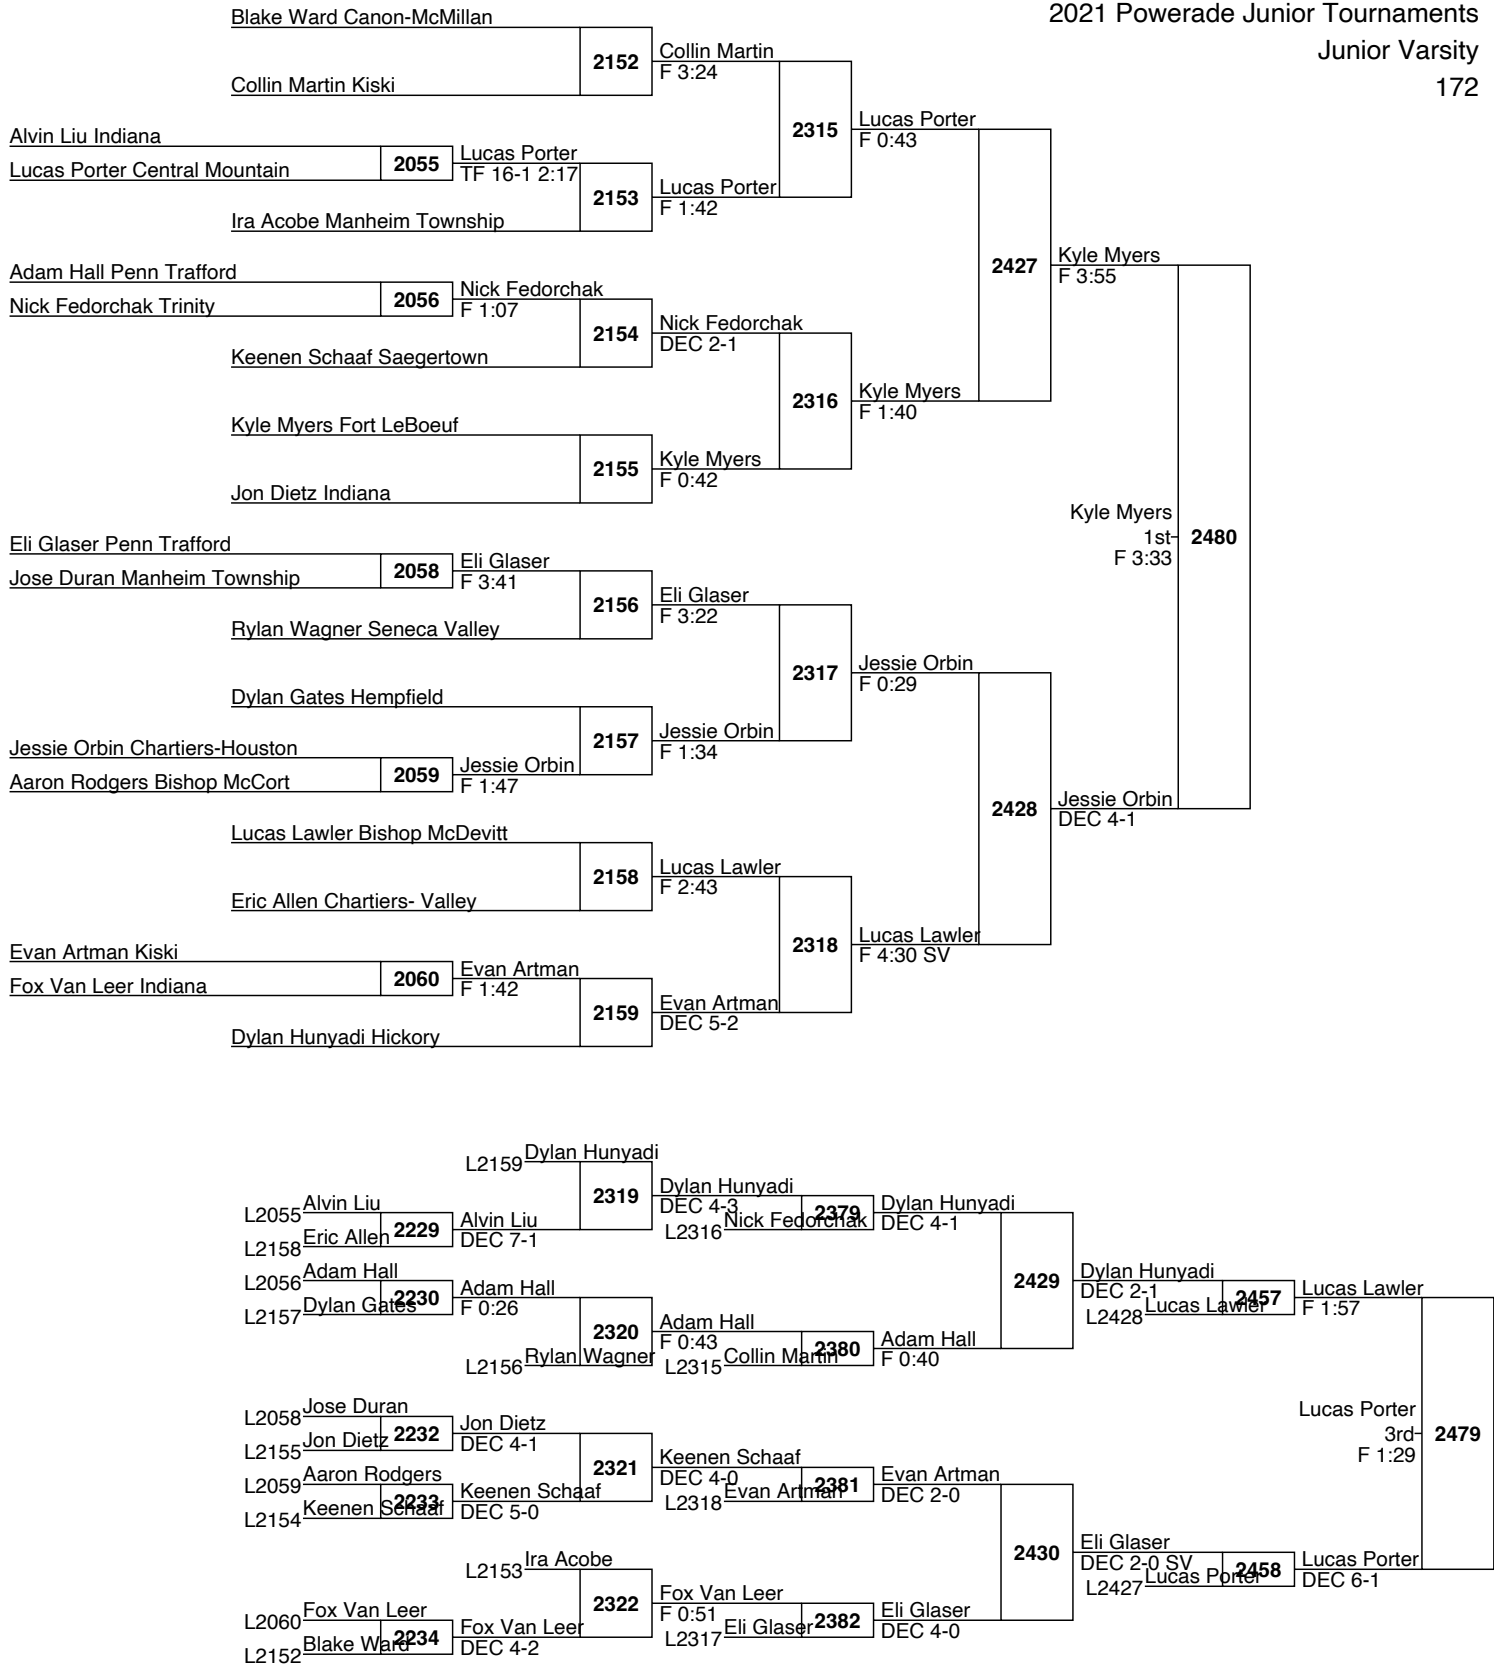 2021 Powerade Junior Tournaments
Junior Varsity
172
Blake Ward Canon-McMillan
2152
Collin Martin
F 3:24
Collin Martin Kiski
2315
Lucas Porter
F 0:43
Alvin Liu Indiana
2055
Lucas Porter
TF 16-1 2:17
Lucas Porter Central Mountain
2153
Lucas Porter
F 1:42
Ira Acobe Manheim Township
2427
Kyle Myers
F 3:55
Adam Hall Penn Trafford
2056
Nick Fedorchak
F 1:07
Nick Fedorchak Trinity
2154
Nick Fedorchak
DEC 2-1
Keenen Schaaf Saegertown
2316
Kyle Myers
F 1:40
Kyle Myers Fort LeBoeuf
2155
Kyle Myers
F 0:42
Jon Dietz Indiana
Kyle Myers
1st
F 3:33
2480
Eli Glaser Penn Trafford
2058
Eli Glaser
F 3:41
Jose Duran Manheim Township
2156
Eli Glaser
F 3:22
Rylan Wagner Seneca Valley
2317
Jessie Orbin
F 0:29
Dylan Gates Hempfield
2157
Jessie Orbin
F 1:34
Jessie Orbin Chartiers-Houston
2059
Jessie Orbin
F 1:47
Aaron Rodgers Bishop McCort
2428
Jessie Orbin
DEC 4-1
Lucas Lawler Bishop McDevitt
2158
Lucas Lawler
F 2:43
Eric Allen Chartiers- Valley
2318
Lucas Lawler
F 4:30 SV
Evan Artman Kiski
2060
Evan Artman
F 1:42
Fox Van Leer Indiana
2159
Evan Artman
DEC 5-2
Dylan Hunyadi Hickory
L2159 Dylan Hunyadi
2319
Dylan Hunyadi
DEC 4-3
L2055 Alvin Liu
2229
Alvin Liu
DEC 7-1
L2158 Eric Allen
L2316 Nick Fedorchak
2379
Dylan Hunyadi
DEC 4-1
L2056 Adam Hall
2230
Adam Hall
F 0:26
L2157 Dylan Gates
2429
Dylan Hunyadi
DEC 2-1
L2428 Lucas Lawler
2457
Lucas Lawler
F 1:57
2320
Adam Hall
F 0:43
L2156 Rylan Wagner
L2315 Collin Martin
2380
Adam Hall
F 0:40
L2058 Jose Duran
2232
Jon Dietz
DEC 4-1
L2155 Jon Dietz
Lucas Porter
3rd
F 1:29
2479
2321
Keenen Schaaf
DEC 4-0
L2059 Aaron Rodgers
2233
Keenen Schaaf
DEC 5-0
L2154 Keenen Schaaf
L2318 Evan Artman
2381
Evan Artman
DEC 2-0
2430
Eli Glaser
DEC 2-0 SV
L2427 Lucas Porter
2458
Lucas Porter
DEC 6-1
L2153 Ira Acobe
2322
Fox Van Leer
F 0:51
L2060 Fox Van Leer
2234
Fox Van Leer
DEC 4-2
L2152 Blake Ward
L2317 Eli Glaser
2382
Eli Glaser
DEC 4-0